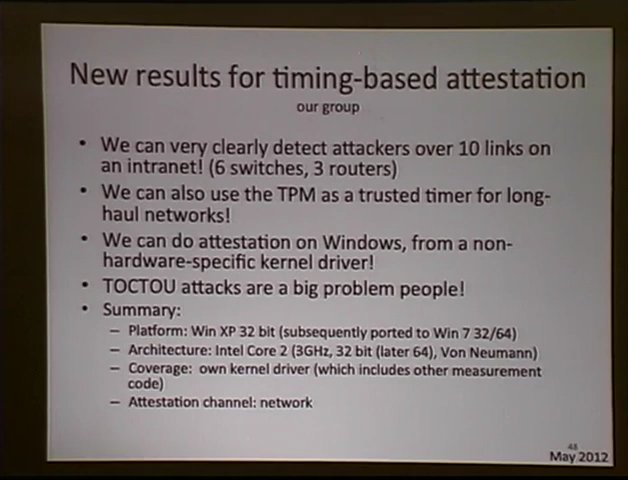 New results for timing-based attestation
our group
• We can very clearly detect attackers over 10 links on
an intranet! (6 switches, 3 routers)
• We can also use the TPM as a trusted timer for long-
haul networks!
• We can do attestation on Windows, from a non-
hardware-specific kernel driver!
• TOCTOU attacks are a big problem people!
• Summary:
– Platform: Win XP 32 bit (subsequently ported to Win 7 32/64)
– Architecture: Intel Core 2 (3GHz, 32 bit (later 64), Von Neumann)
– Coverage: own kernel driver (which includes other measurement
code)
– Attestation channel: network
48
May 2012